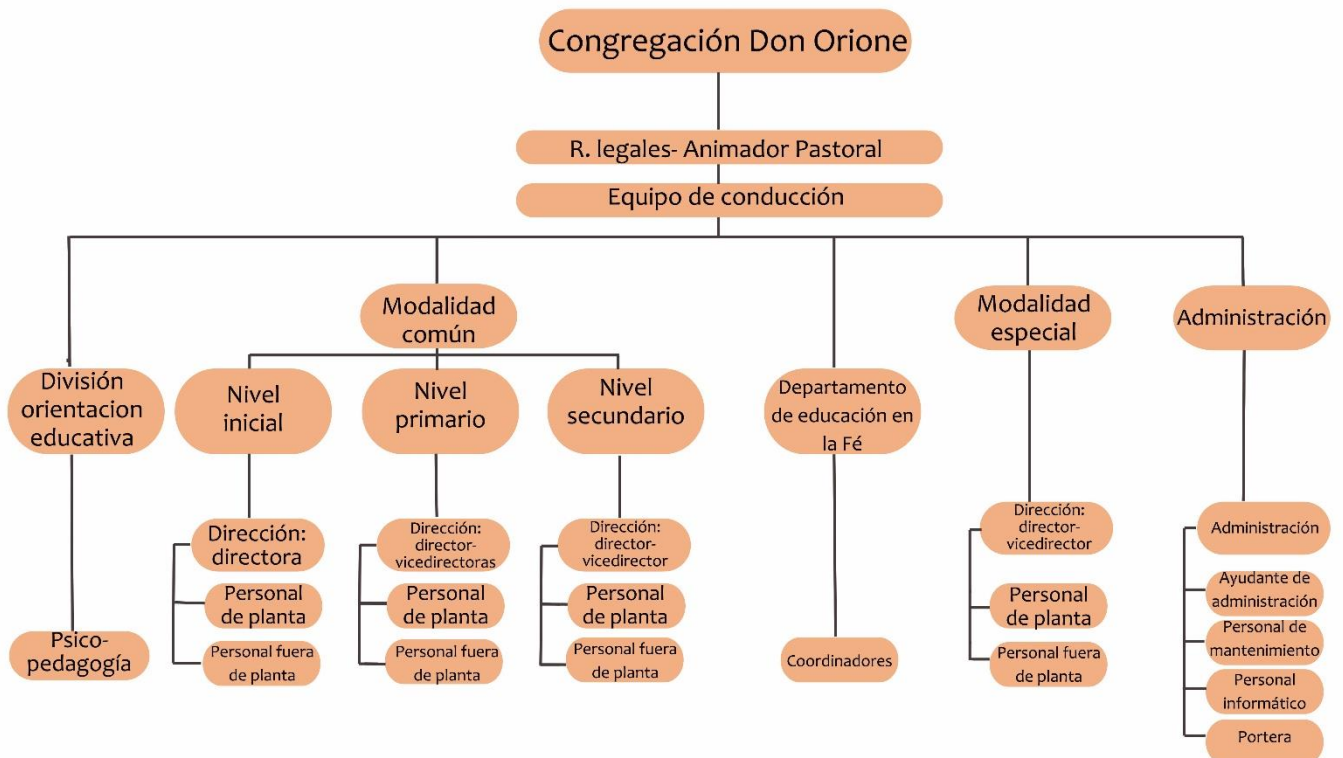 Congregación Don Orione
R. legales- Animador Pastoral
Equipo de conducción
División
orientacion
educativa
Psico-
pedagogía
Modalidad
común
Nivel
inicial
Dirección:
directora
Personal
de planta
Personal fuera
de planta
Nivel
primario
Dirección:
director-
vicedirectoras
Personal
de planta
Personal fuera
de planta
Nivel
secundario
Dirección:
director-
vicedirector
Personal
de planta
Personal fuera
de planta
Departamento
de educación en
la Fé
Coordinadores
Modalidad
especial
Dirección:
director-
vicedirector
Personal
de planta
Personal fuera
de planta
Administración
Administración
Ayudante de
administración
Personal de
mantenimiento
Personal
informático
Portera